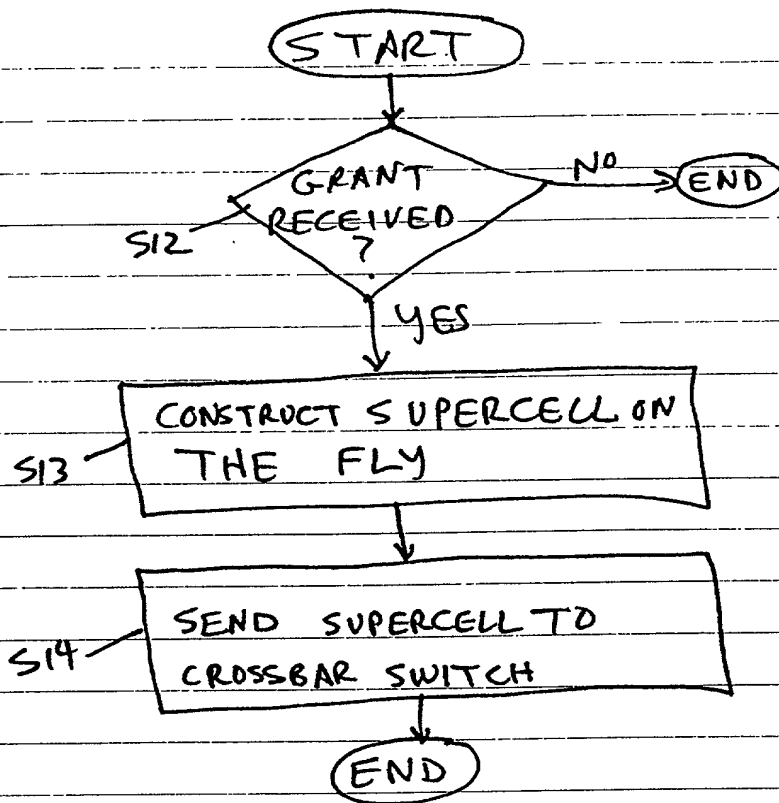 START
GRANT
RECEIVED
?
NO
END
S12
YES
CONSTRUCT SUPERCELL ON
THE FLY
S13
SEND SUPERCELL TO
CROSSBAR SWITCH
S14
END